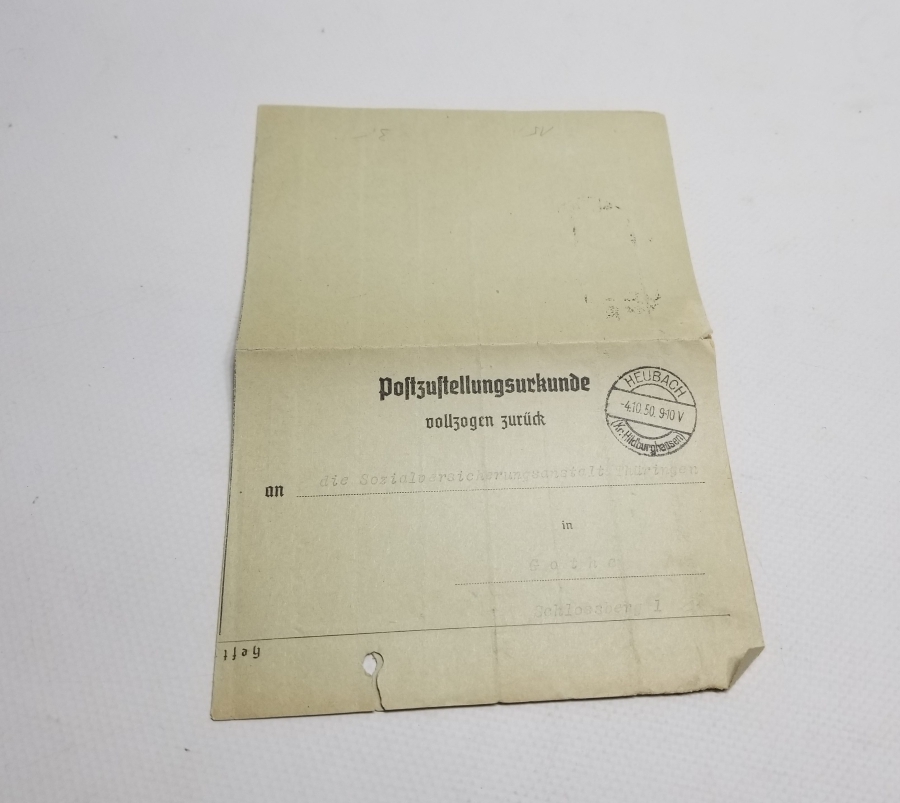 Postzustellungsurkunde
vollzogen zurück
HEUBACH
-4.10.50. 9-10 V
(Kr. Hildburghausen)
an die Sozialversicherungsanstalt Thüringen
in
Gotha
Schlossberg 1
Heft